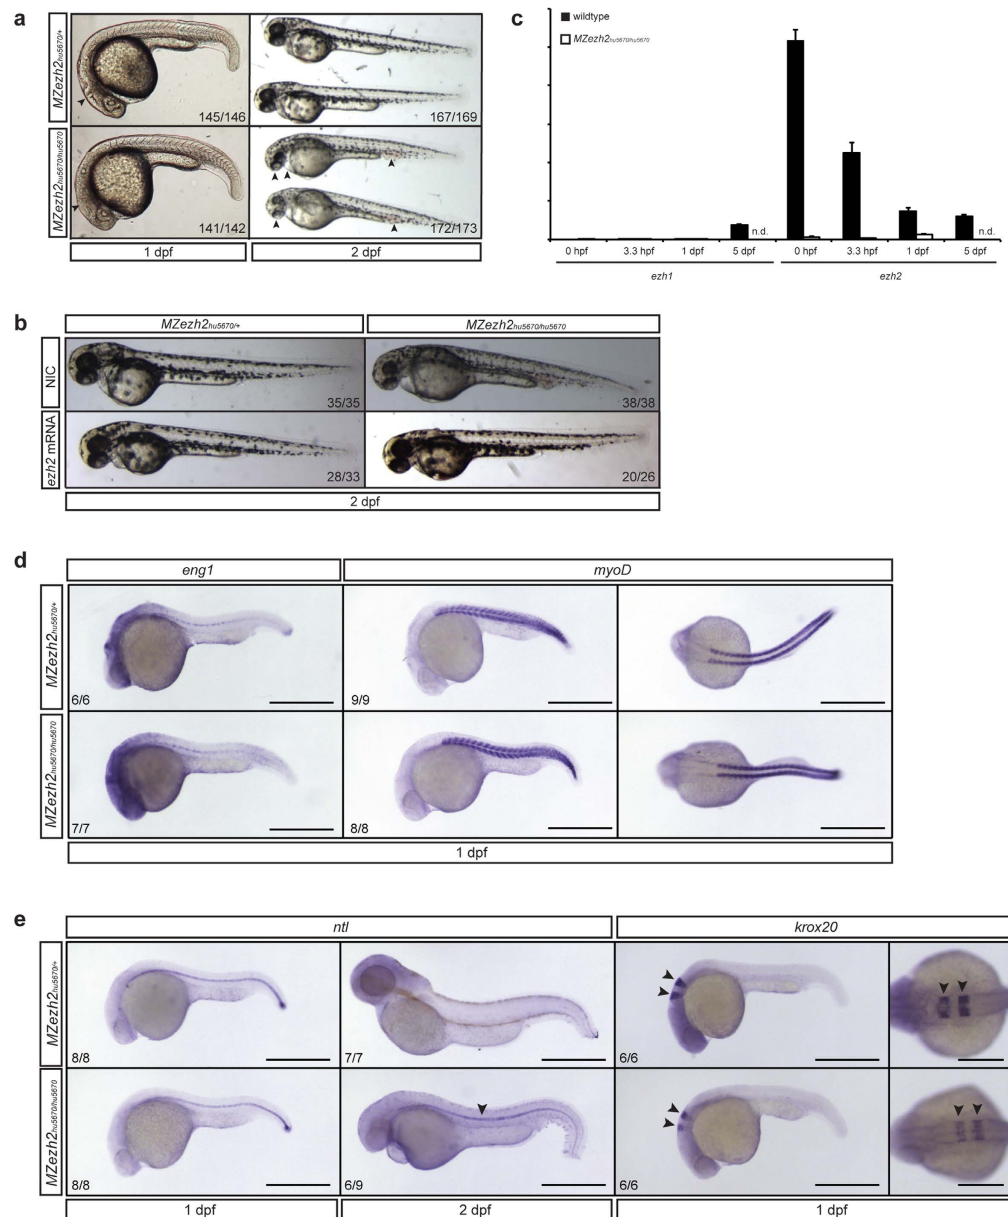 a
MZezh2hu5670/+
145/146
167/169
MZezh2hu5670/hu5670
141/142
172/173
1 dpf
2 dpf
c
wildtype
MZezh2hu5670/hu5670
n.d.
n.d.
0 hpf
3.3 hpf
1 dpf
5 dpf
0 hpf
3.3 hpf
1 dpf
5 dpf
ezh1
ezh2
b
MZezh2hu5670/+
MZezh2hu5670/hu5670
NIC
35/35
38/38
ezh2 mRNA
28/33
20/26
2 dpf
d
eng1
myoD
MZezh2hu5670/+
6/6
9/9
MZezh2hu5670/hu5670
7/7
8/8
1 dpf
e
ntl
krox20
MZezh2hu5670/+
8/8
7/7
6/6
MZezh2hu5670/hu5670
8/8
6/9
6/6
1 dpf
2 dpf
1 dpf